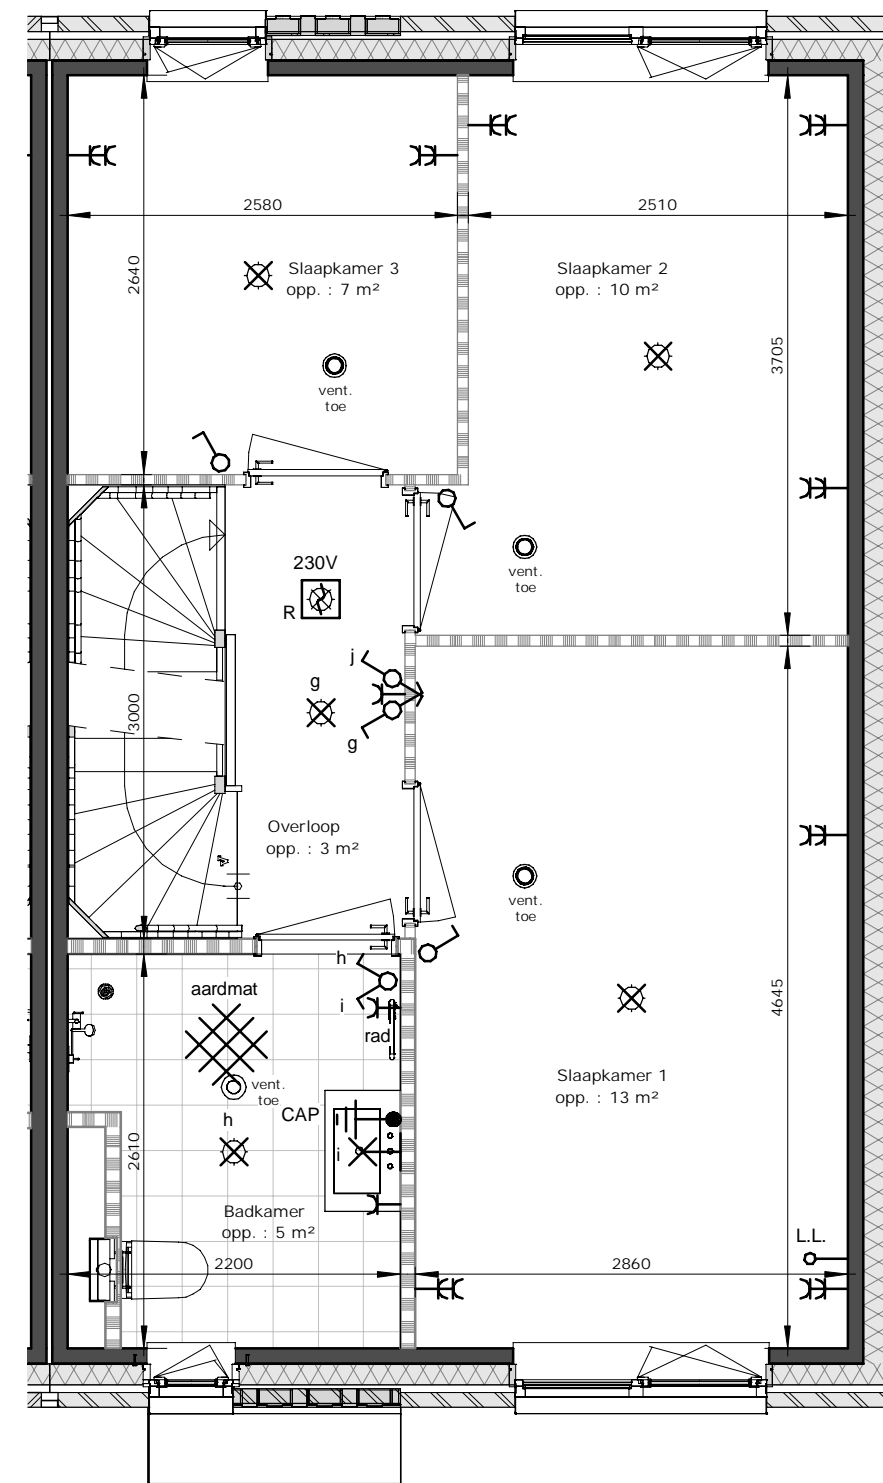 2580
2510
2640
Slaapkamer 3
opp. : 7 m²
Slaapkamer 2
opp. : 10 m²
3705
vent.
toe
230V
R
vent.
toe
j
g
g
3000
Overloop
opp. : 3 m²
vent.
toe
h
aardmat
i
rad
4645
vent.
toe
CAP
h
i
Slaapkamer 1
opp. : 13 m²
2610
Badkamer
opp. : 5 m²
L.L.
2200
2860